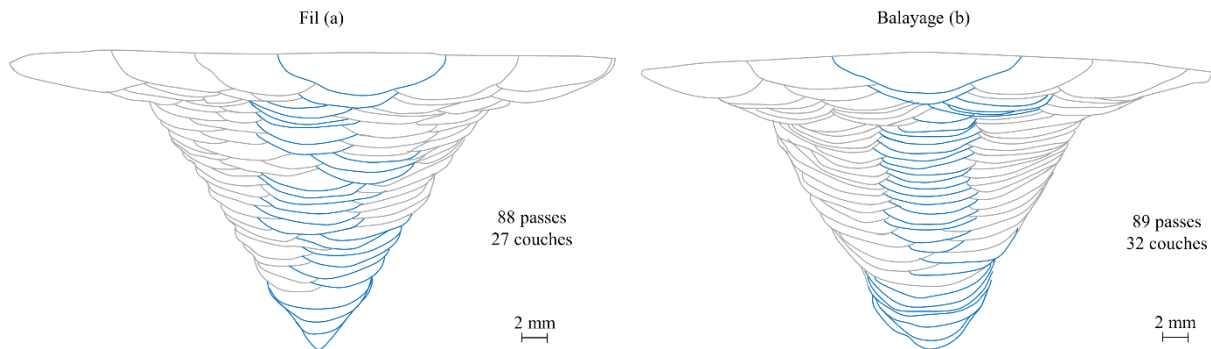 Fil (a)
Balayage (b)
88 passes
27 couches
2 mm
89 passes
32 couches
2 mm